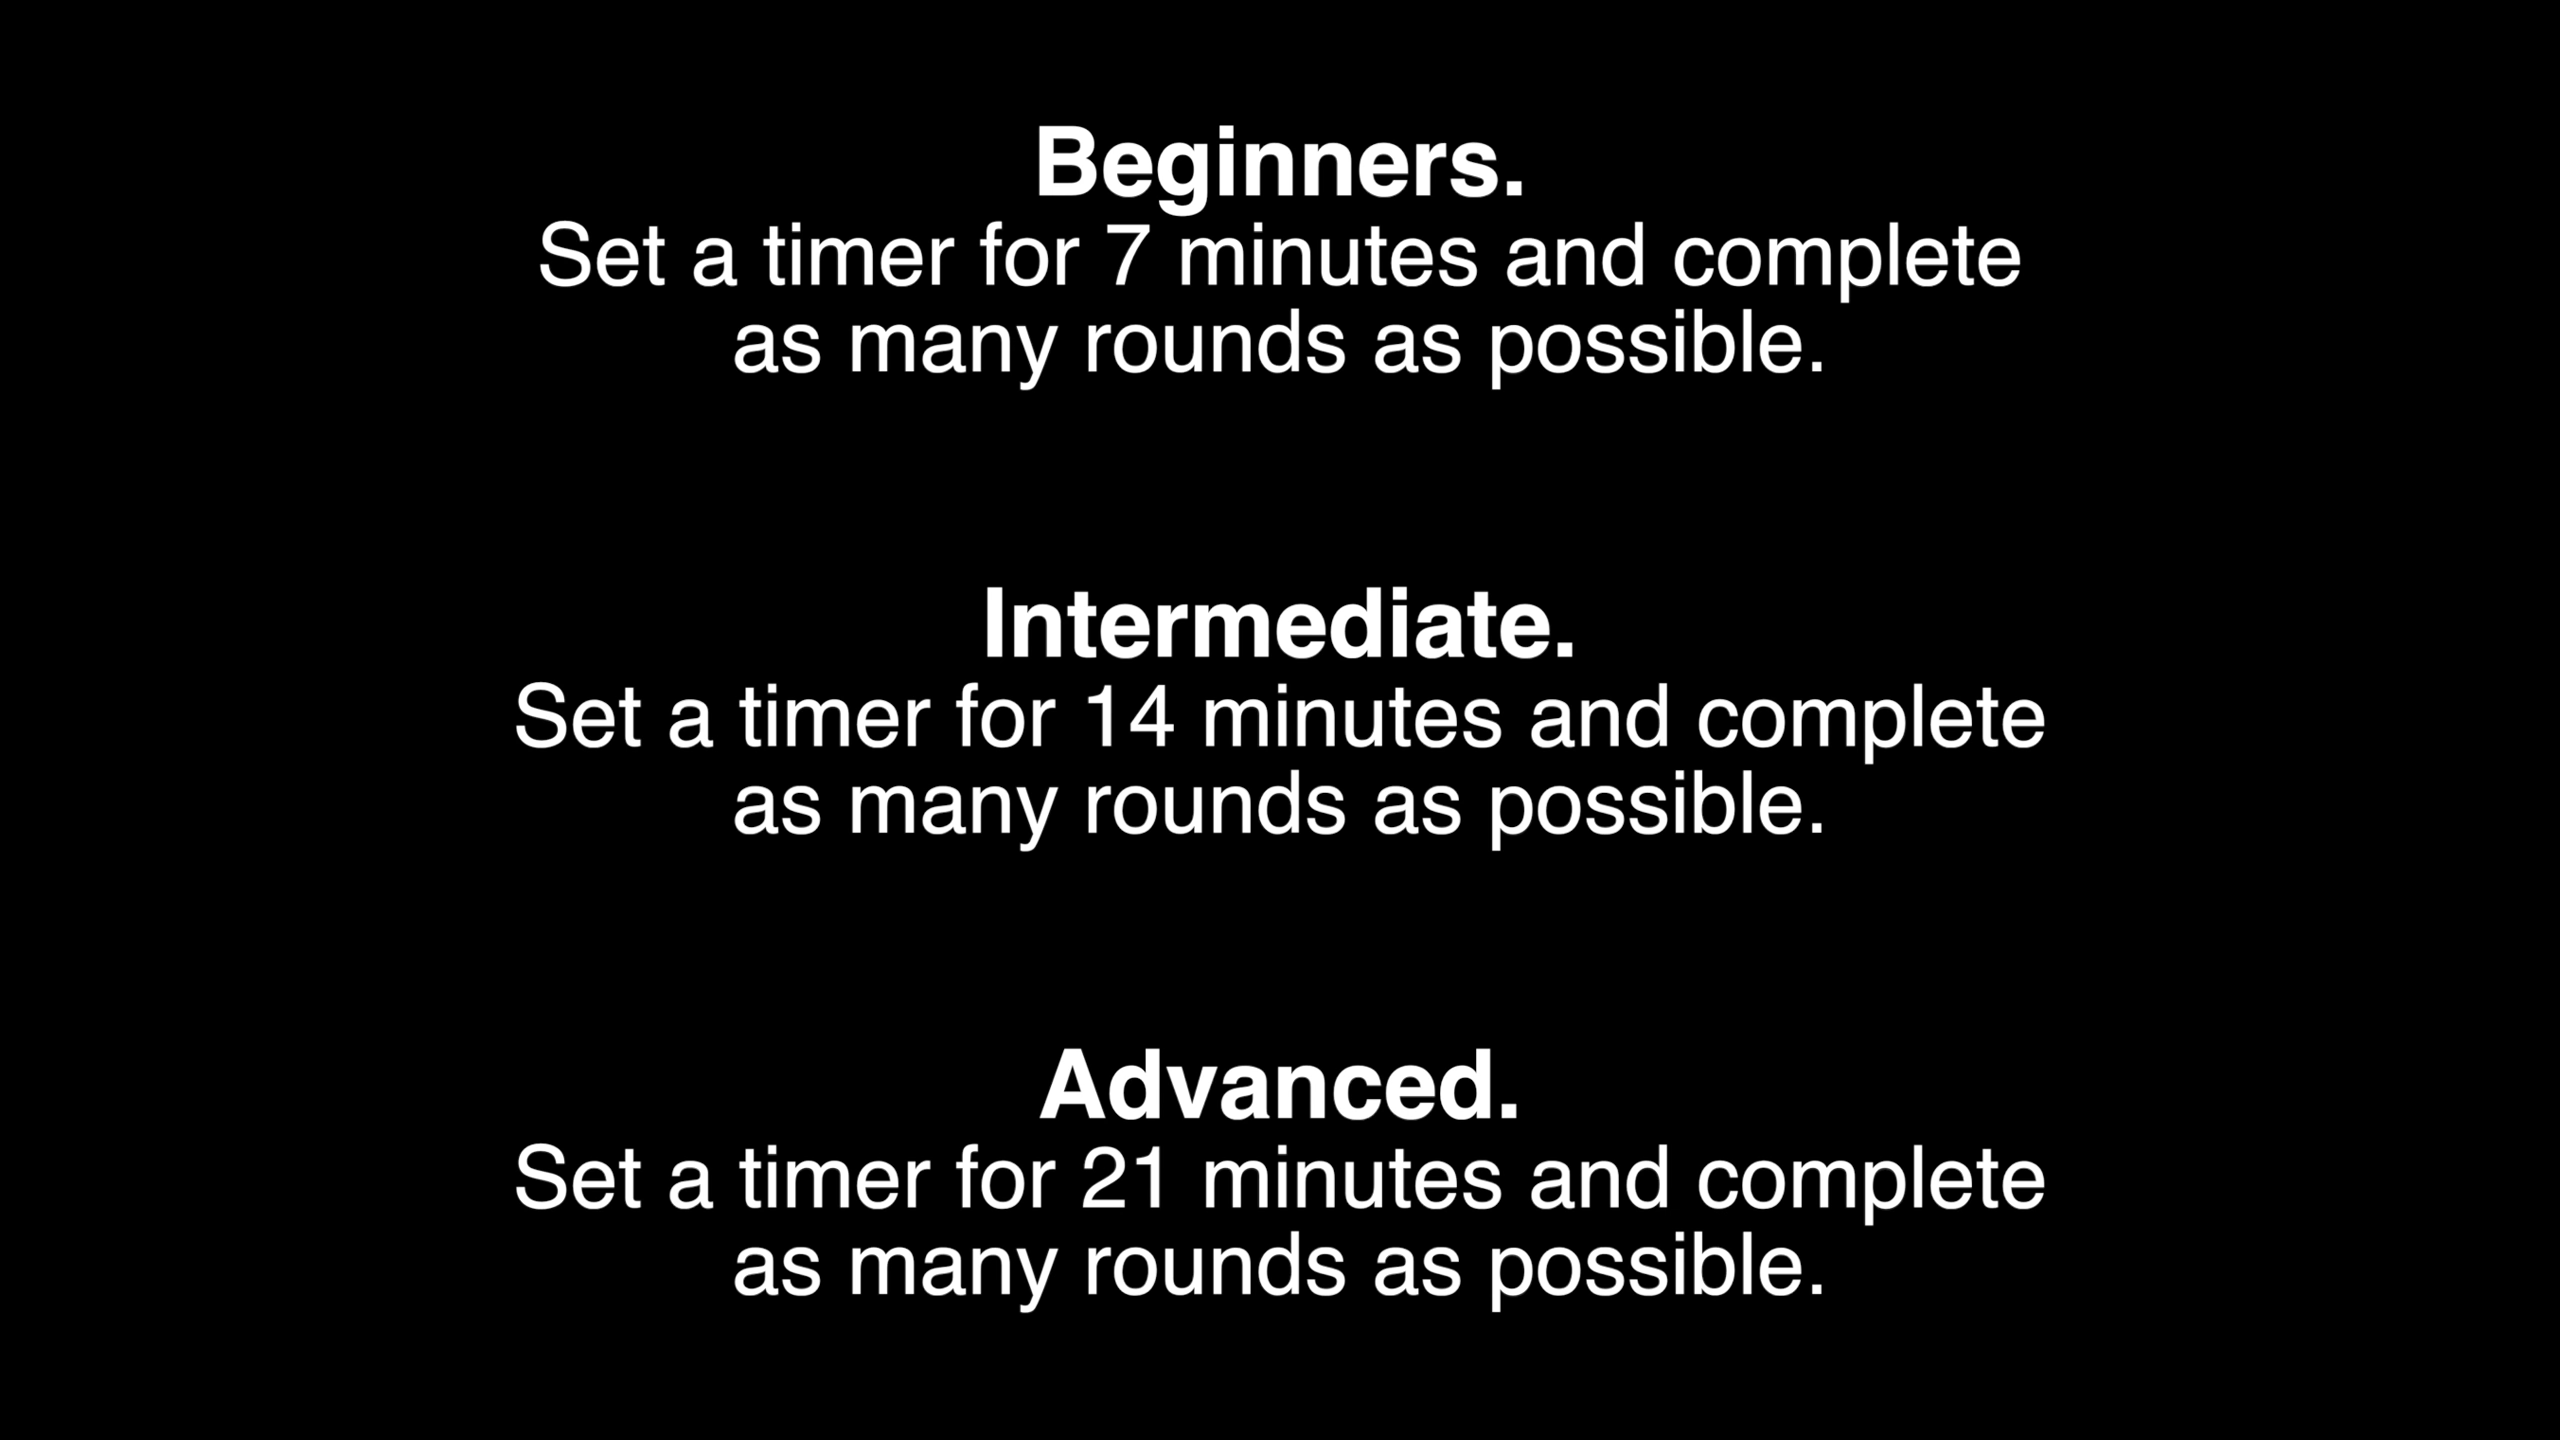 Beginners.
Set a timer for 7 minutes and complete
as many rounds as possible.
Intermediate.
Set a timer for 14 minutes and complete
as many rounds as possible.
Advanced.
Set a timer for 21 minutes and complete
as many rounds as possible.